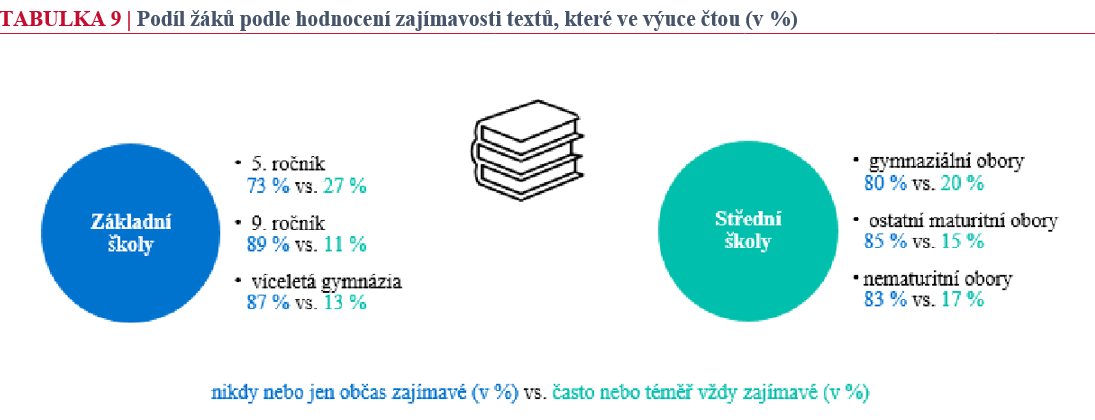 TABULKA 9 | Podíl žáků podle hodnocení zajímavosti textů, které ve výuce čtou (v %)
Základní
školy
• 5. ročník
73 % vs. 27 %
• 9. ročník
89 % vs. 11 %
• víceletá gymnázia
87 % vs. 13 %
Střední
školy
• gymnaziální obory
80 % vs. 20 %
• ostatní maturitní obory
85 % vs. 15 %
• nematuritní obory
83 % vs. 17 %
nikdy nebo jen občas zajímavé (v %) vs. často nebo téměř vždy zajímavé (v %)